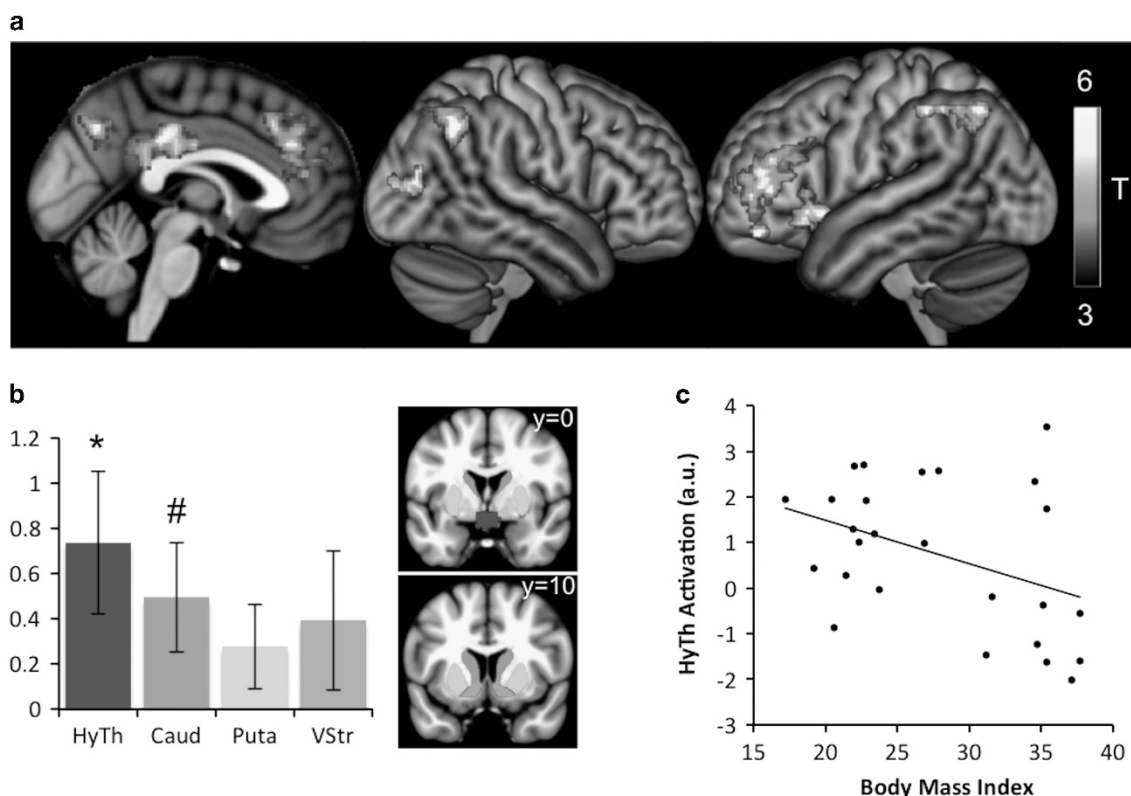 a
6
T
3
b
1.2
1
0.8
0.6
0.4
0.2
0
*
#
HyTh Caud Puta VStr
y=0
y=10
c
HyTh Activation (a.u.)
4
3
2
1
0
-1
-2
-3
15 20 25 30 35 40
Body Mass Index